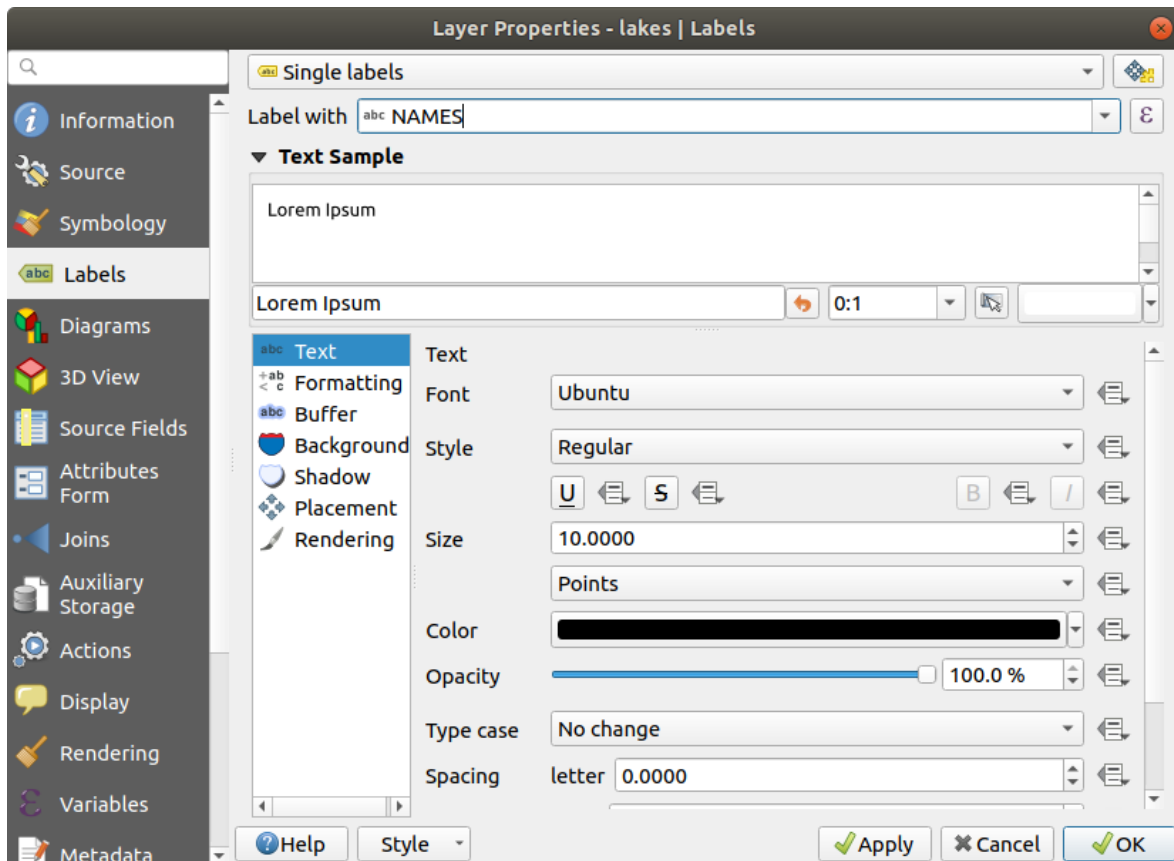 Layer Properties - lakes | Labels
abc Single labels
Label with abc NAMES ε
Text Sample
Lorem Ipsum
Lorem Ipsum 0:1
Information
Source
Symbology
abc Labels
Diagrams
3D View
Source Fields
Attributes
Form
Joins
Auxiliary
Storage
Actions
Display
Rendering
ε Variables
Metadata
abc Text
+ab
< c Formatting
abc Buffer
Background
Shadow
Placement
Rendering
Text
Font Ubuntu
Style Regular
U S B I
Size 10.0000
Points
Color
Opacity 100.0 %
Type case No change
Spacing letter 0.0000
?Help Style Apply Cancel OK